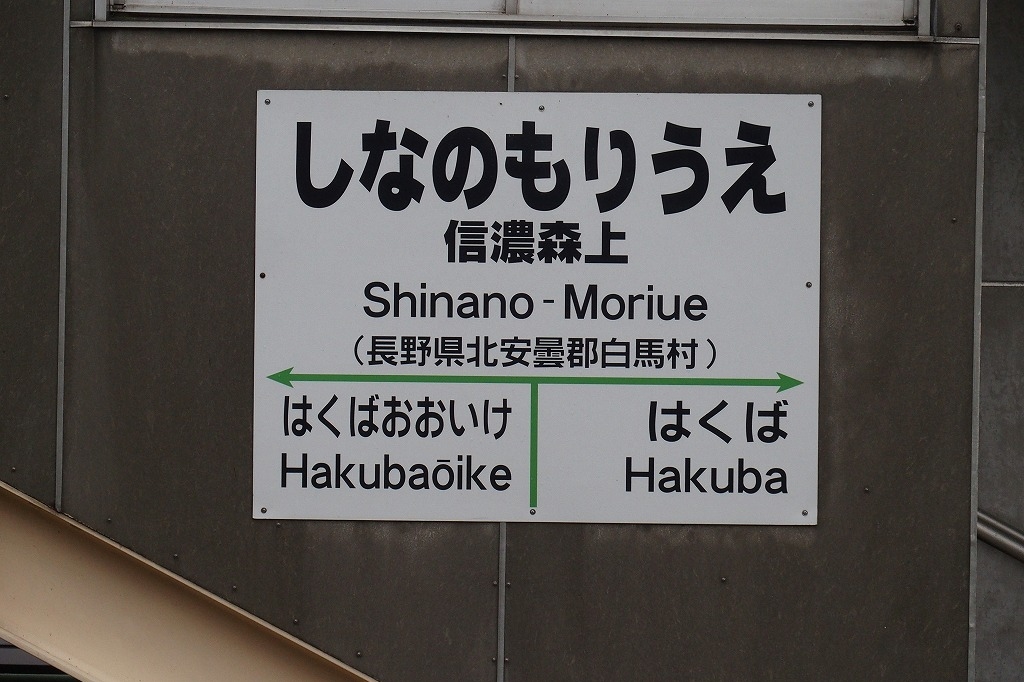 しなのもりうえ
信濃森上
Shinano-Moriue
(長野県北安曇郡白馬村)
はくばおおいけ
Hakubaōike
はくば
Hakuba